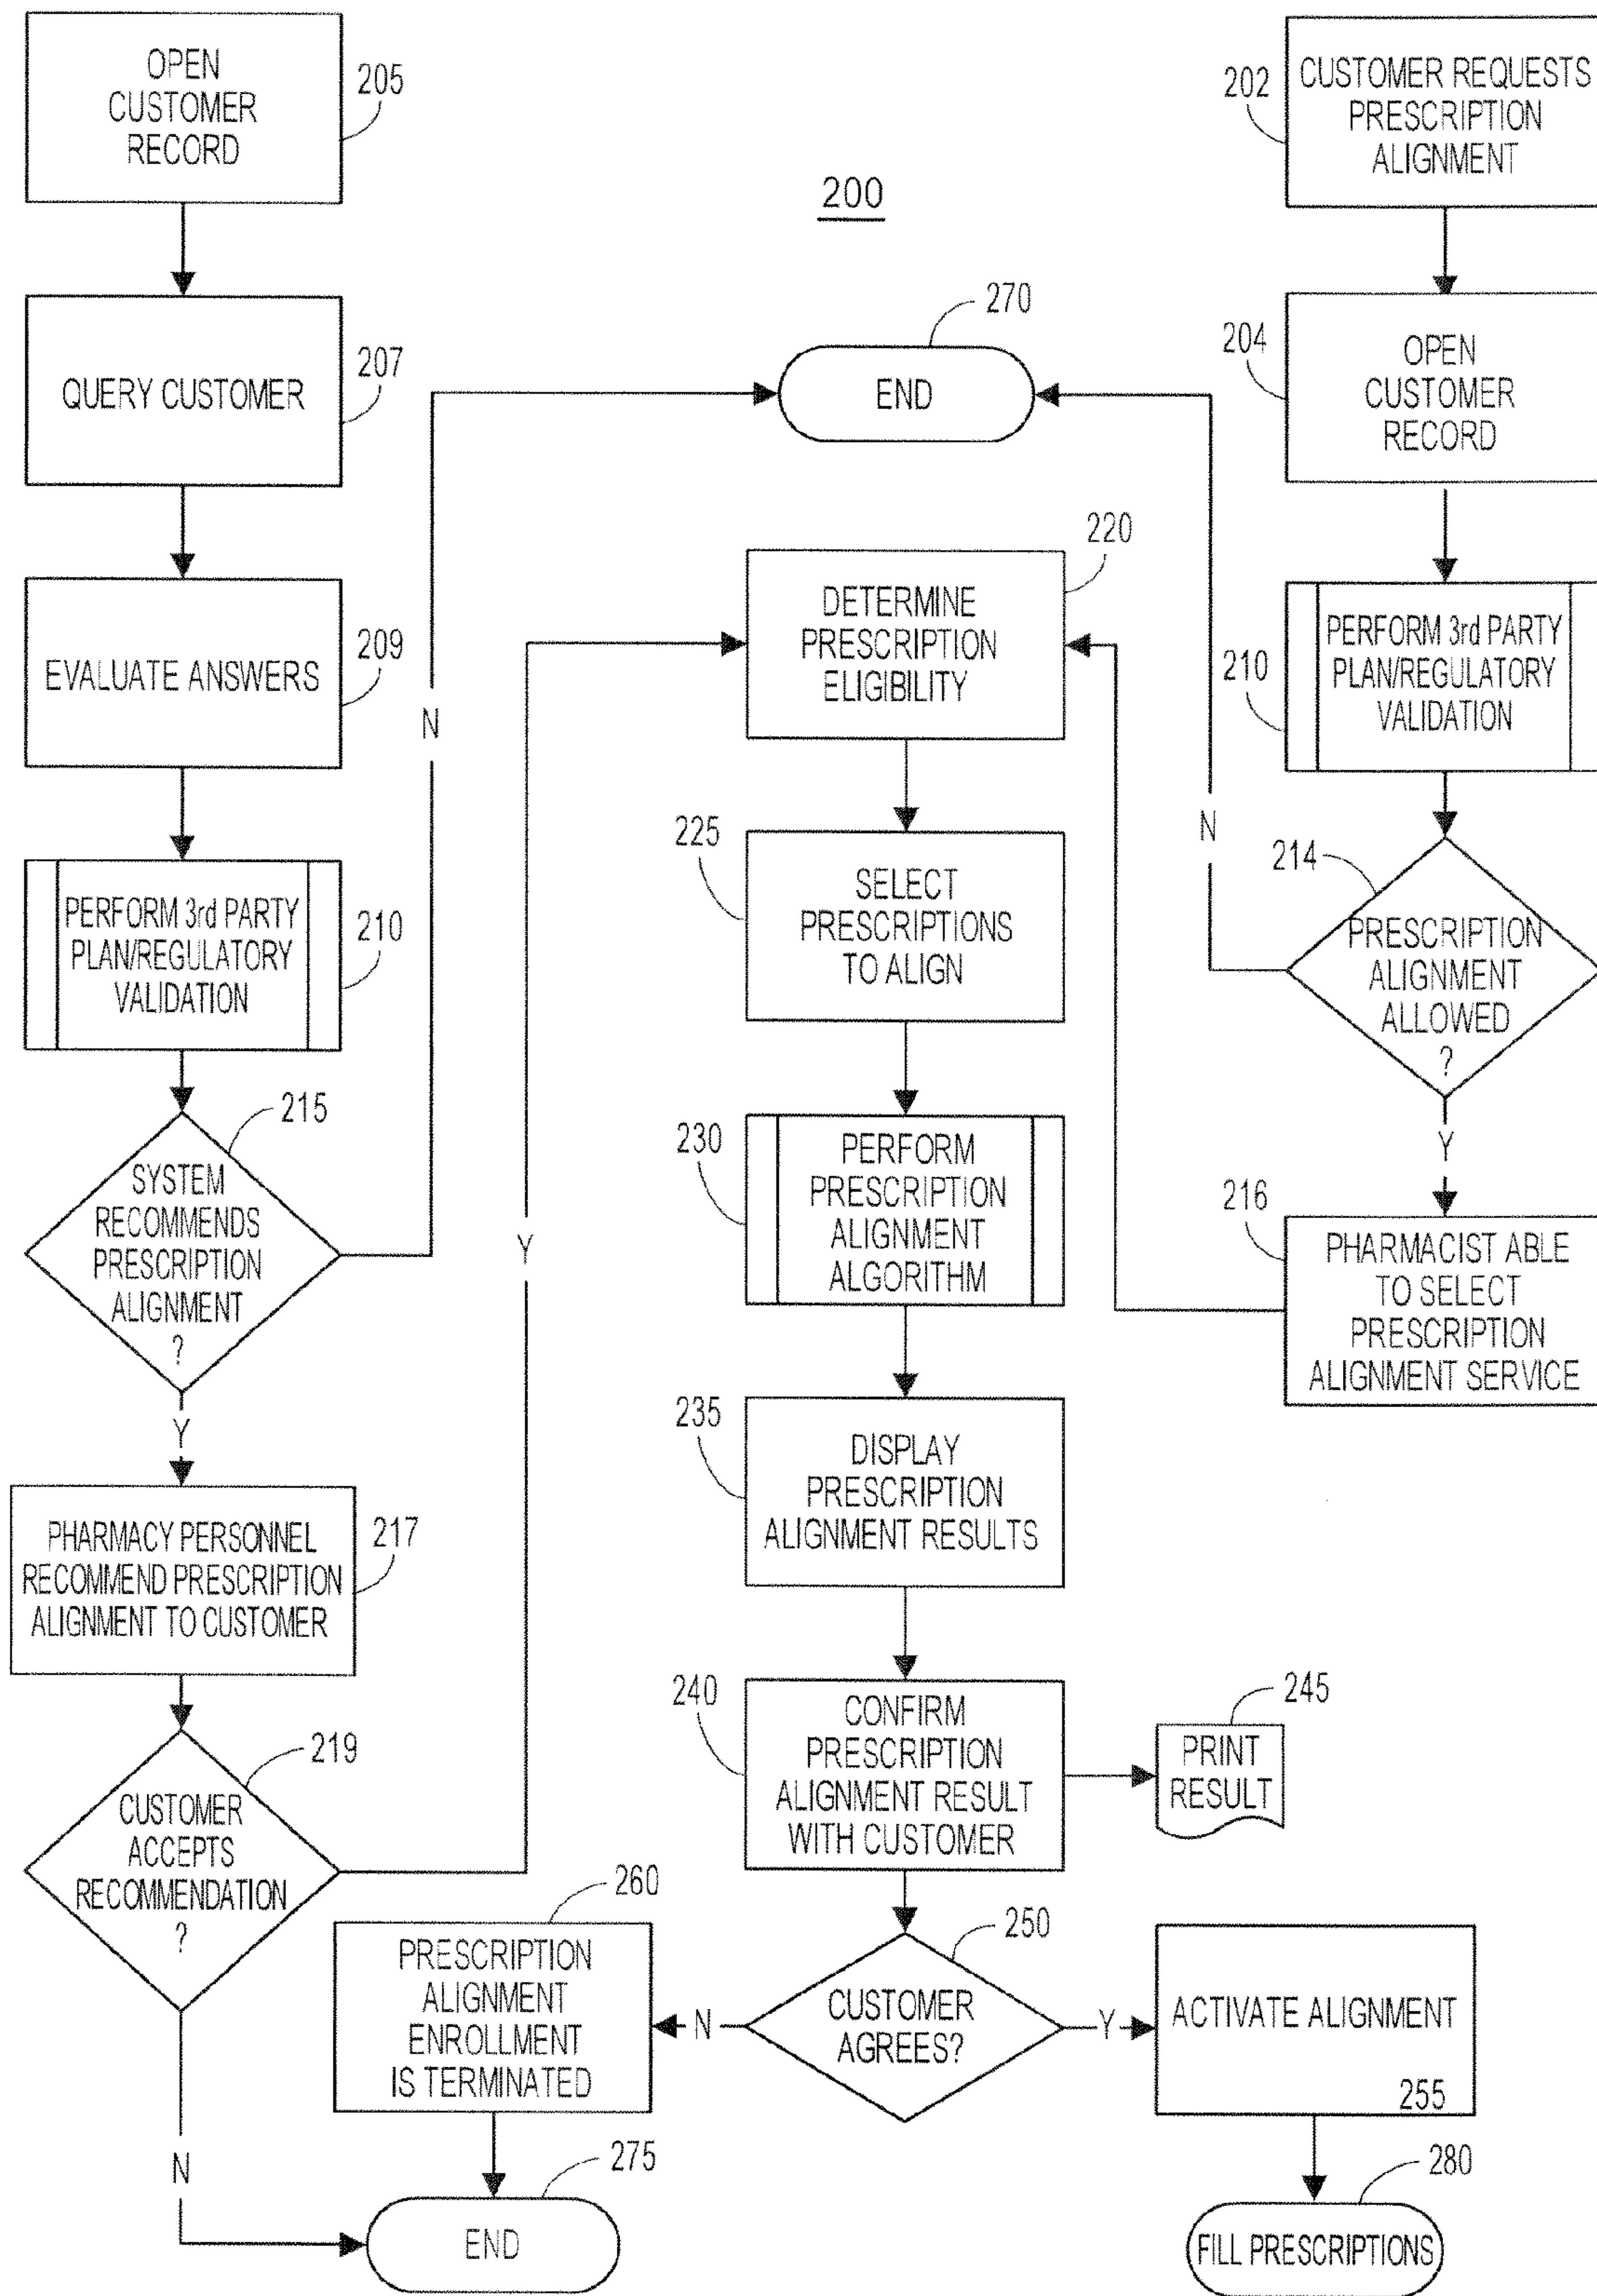 OPEN
CUSTOMER
RECORD
205
QUERY CUSTOMER
207
EVALUATE ANSWERS
209
PERFORM 3rd PARTY
PLAN/REGULATORY
VALIDATION
210
215
SYSTEM
RECOMMENDS
PRESCRIPTION
ALIGNMENT
?
N
Y
PHARMACY PERSONNEL
RECOMMEND PRESCRIPTION
ALIGNMENT TO CUSTOMER
217
219
CUSTOMER
ACCEPTS
RECOMMENDATION
?
Y
N
200
270
END
220
DETERMINE
PRESCRIPTION
ELIGIBILITY
225
SELECT
PRESCRIPTIONS
TO ALIGN
230
PERFORM
PRESCRIPTION
ALIGNMENT
ALGORITHM
235
DISPLAY
PRESCRIPTION
ALIGNMENT RESULTS
240
CONFIRM
PRESCRIPTION
ALIGNMENT RESULT
WITH CUSTOMER
245
PRINT
RESULT
250
CUSTOMER
AGREES?
N
Y
260
PRESCRIPTION
ALIGNMENT
ENROLLMENT
IS TERMINATED
275
END
ACTIVATE ALIGNMENT
255
280
FILL PRESCRIPTIONS
202
CUSTOMER REQUESTS
PRESCRIPTION
ALIGNMENT
204
OPEN
CUSTOMER
RECORD
210
PERFORM 3rd PARTY
PLAN/REGULATORY
VALIDATION
214
PRESCRIPTION
ALIGNMENT
ALLOWED
?
N
Y
216
PHARMACIST ABLE
TO SELECT
PRESCRIPTION
ALIGNMENT SERVICE